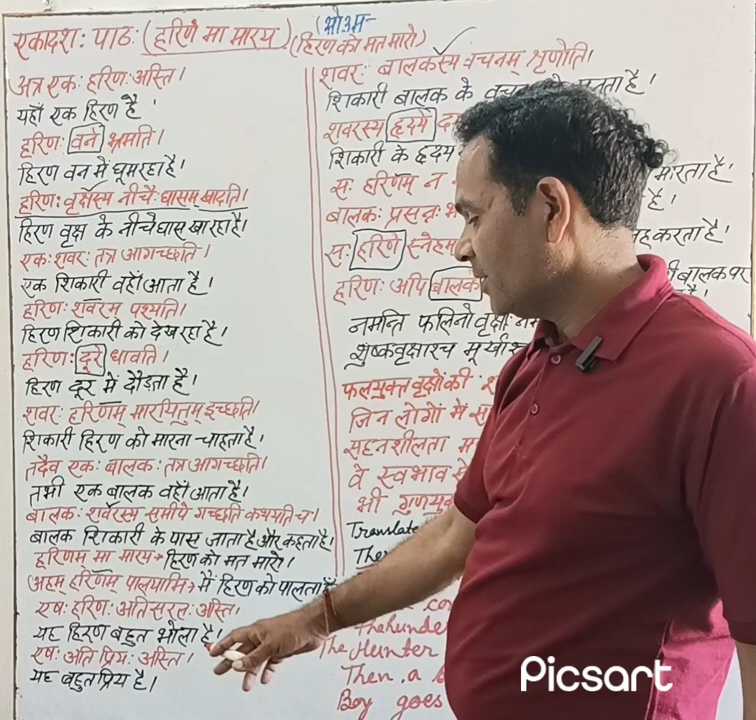 एकादशः पाठः (हरिणं मा मारय) (हिरण को मत मारो)
अत्र एकः हरिणः अस्ति।
यहाँ एक हिरण है।
हरिणः वने भ्रमति।
हिरण वन में घूम रहा है।
हरिणः वृक्षस्य नीचैः घासम खादति।
हिरण वृक्ष के नीचे घास खा रहा है।
एकः शवरः तत्र आगच्छति।
एक शिकारी वहाँ आता है।
हरिणः शवरम पश्यति।
हिरण शिकारी को देख रहा है।
हरिणः दूरं धावति।
हिरण दूर में दौड़ता है।
शवरः हरिणम् मारयितुम् इच्छति।
शिकारी हिरण को मारना चाहता है।
तदैव एकः बालकः तत्र आगच्छति।
तभी एक बालक वहाँ आता है।
बालकः शवरस्य समीपे गच्छति कथयति च।
बालक शिकारी के पास जाता है और कहता है।
हरिणम् मा मारय → हिरण को मत मारो।
अहम् हरिणम् पालयामि → मैं हिरण को पालता हूँ
एषः हरिणः अतिसरलः अस्ति।
यह हिरण बहुत भोला है।
एषः अति प्रियः अस्ति।
यह बहुत प्रिय है।
शवरः बालकस्य वचनम् श्रृणोति।
शिकारी बालक के वचन को सुनता है।
शवरस्य हृदये
शिकारी के हृदय
सः हरिणम् न मारता है।
बालकः प्रसन्नः है।
सः हरिणे स्नेहम करता है।
हरिणः अपि बालक बालक पर
नमन्ति फलिनो वृक्षा
शुष्कवृक्षाश्च मूर्खाश्च
फलयुक्त वृक्षों की
जिन लोगों में
सहनशीलता
वे स्वभाव से
भी गुणयुक्त
Translate
The hunter
The Hunter
Then, a
Boy goes
Picsart